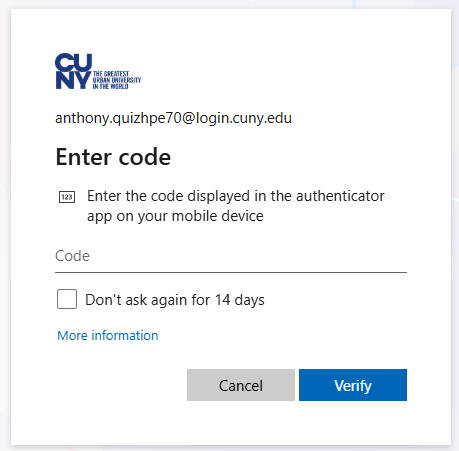 CU
NY THE GREATEST
URBAN UNIVERSITY
IN THE WORLD
anthony.quizhpe70@login.cuny.edu
Enter code
123 Enter the code displayed in the authenticator
app on your mobile device
Code
Don't ask again for 14 days
More information
Cancel Verify